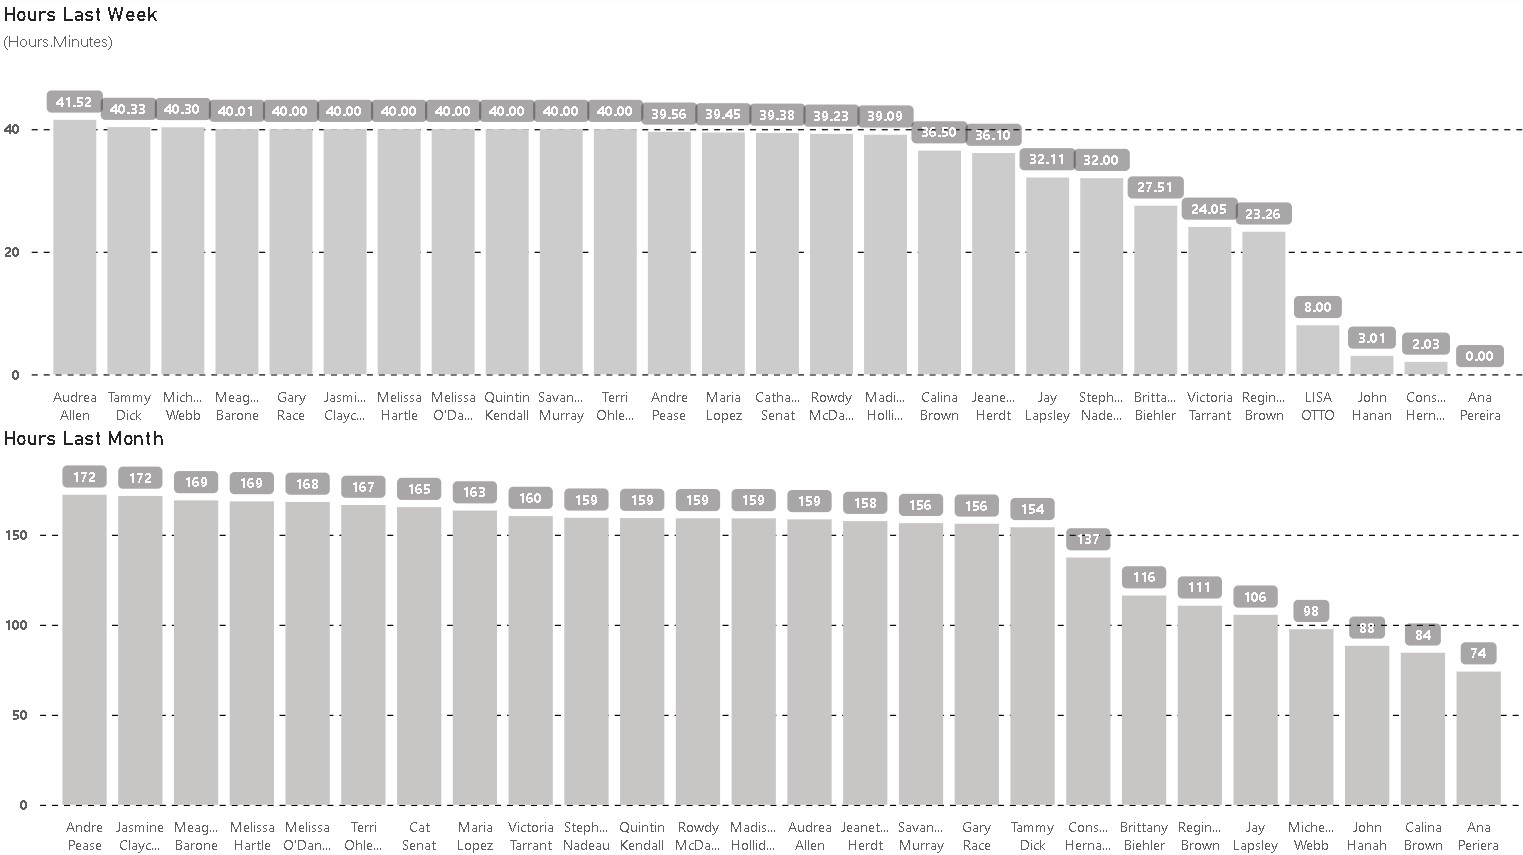 Hours Last Week
(Hours.Minutes)
41.52 40.33 40.30 40.01 40.00 40.00 40.00 40.00 40.00 40.00 40.00 39.56 39.45 39.38 39.23 39.09 36.50 36.10 32.11 32.00 27.51 24.05 23.26 8.00 3.01 2.03 0.00
40
20
0
Audrea Tammy Mich... Meag... Gary Jasmi... Melissa Melissa Quintin Savan... Terri Andre Maria Catha... Rowdy Madi... Calina Jeane... Jay Steph... Britta... Victoria Regin... LISA John Cons... Ana
Allen Dick Webb Barone Race Clayc... Hartle O'Da... Kendall Murray Ohle... Pease Lopez Senat McDa... Holli... Brown Herdt Lapsley Nade... Biehler Tarrant Brown OTTO Hanan Hern... Pereira
Hours Last Month
172 172 169 169 168 167 165 163 160 159 159 159 159 159 158 156 156 154 137 116 111 106 98 88 84 74
150
100
50
0
Andre Jasmine Meag... Melissa Melissa Terri Cat Maria Victoria Steph... Quintin Rowdy Madis... Audrea Jeanet... Savan... Gary Tammy Cons... Brittany Regin... Jay Miche... John Calina Ana
Pease Clayc... Barone Hartle O'Dan... Ohle... Senat Lopez Tarrant Nadeau Kendall McDa... Hollid... Allen Herdt Murray Race Dick Herna... Biehler Brown Lapsley Webb Hanah Brown Periera